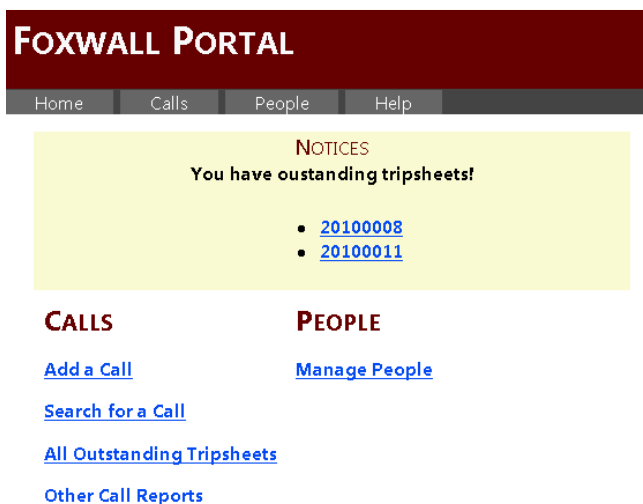 FOXWALL PORTAL
Home Calls People Help
NOTICES
You have oustanding tripsheets!
• 20100008
• 20100011
CALLS PEOPLE
Add a Call Manage People
Search for a Call
All Outstanding Tripsheets
Other Call Reports